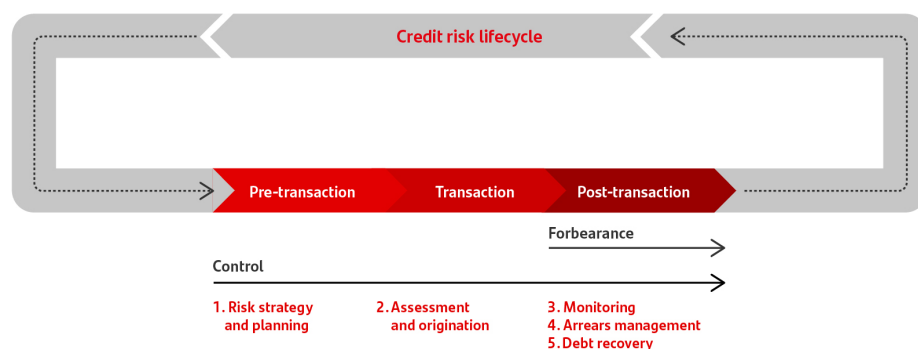 Credit risk lifecycle
Pre-transaction
Transaction
Post-transaction
Forbearance
Control
1. Risk strategy
and planning
2. Assessment
and origination
3. Monitoring
4. Arrears management
5. Debt recovery